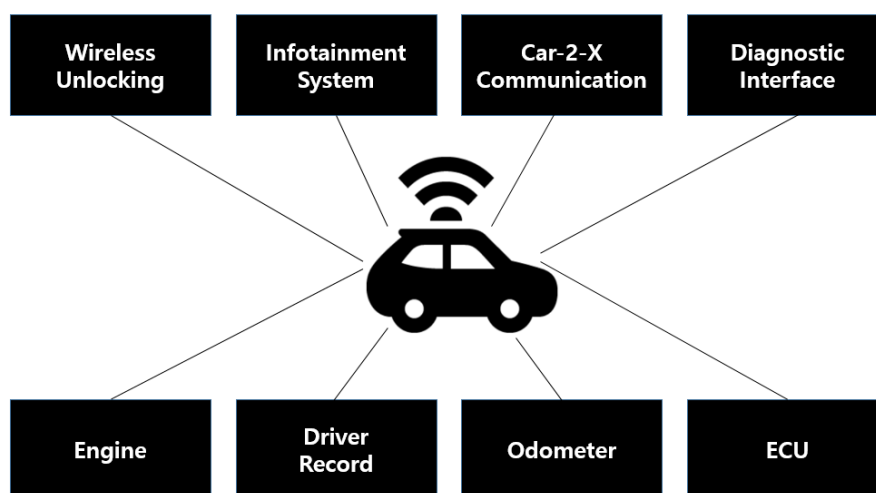 Wireless
Unlocking
Infotainment
System
Car-2-X
Communication
Diagnostic
Interface
Engine
Driver
Record
Odometer
ECU